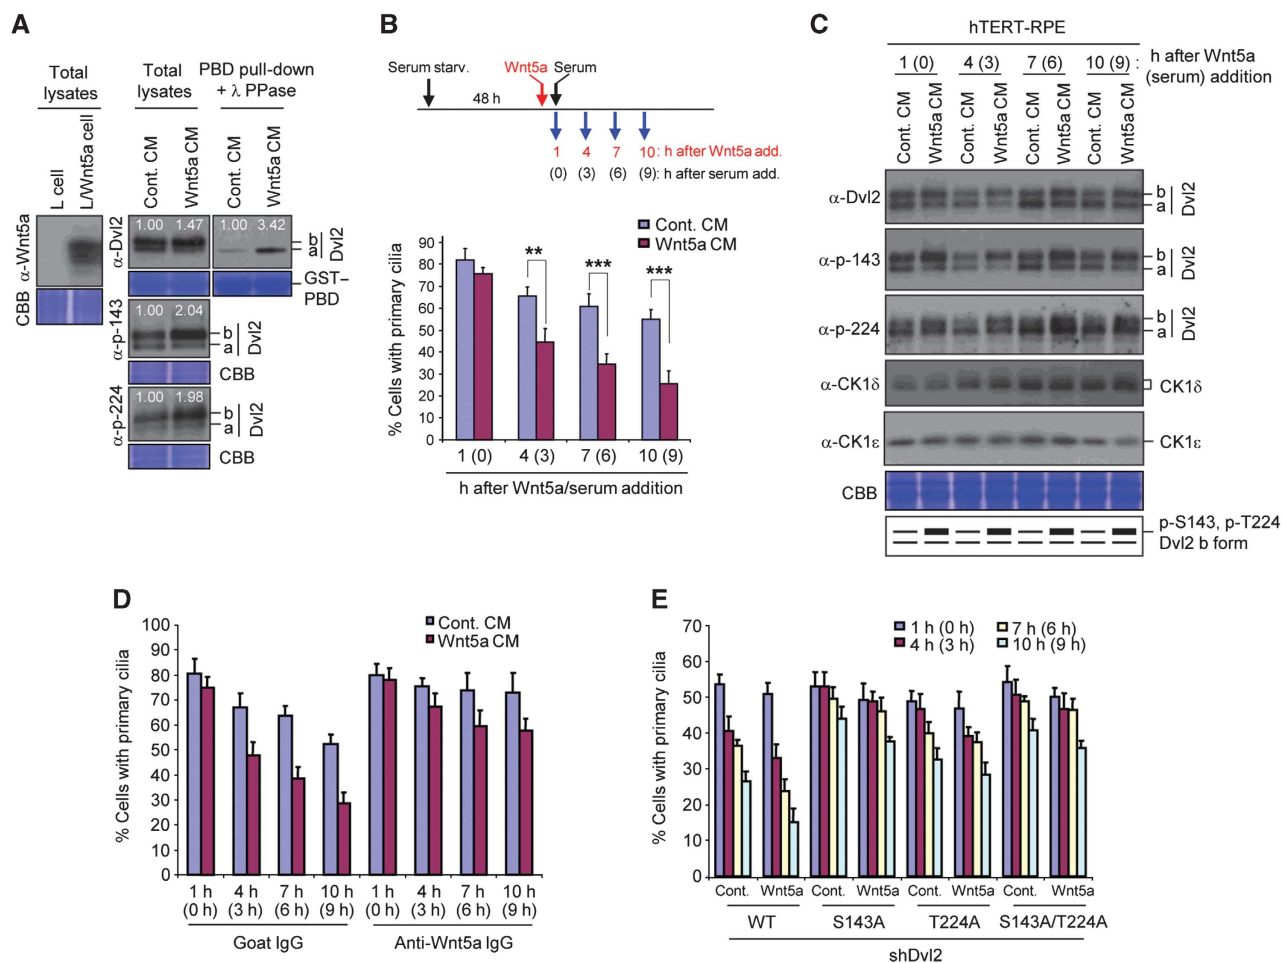 A
Total
lysates
Total
lysates
PBD pull-down
+ λ PPase
L cell
L/Wnt5a cell
Cont. CM
Wnt5a CM
Cont. CM
Wnt5a CM
α-Wnt5a
CBB
α-Dvl2
1.00 1.47
1.00 3.42
b
a
Dvl2
GST–
PBD
α-p-143
1.00 2.04
b
a
Dvl2
CBB
α-p-224
1.00 1.98
b
a
Dvl2
CBB
B
Serum starv.
Wnt5a
Serum
48 h
1 4 7 10: h after Wnt5a add.
(0) (3) (6) (9): h after serum add.
Cont. CM
Wnt5a CM
% Cells with primary cilia
90
80
70
60
50
40
30
20
10
0
** *** ***
1 (0) 4 (3) 7 (6) 10 (9)
h after Wnt5a/serum addition
C
hTERT-RPE
1 (0) 4 (3) 7 (6) 10 (9) : h after Wnt5a
(serum) addition
Cont. CM
Wnt5a CM
Cont. CM
Wnt5a CM
Cont. CM
Wnt5a CM
Cont. CM
Wnt5a CM
α-Dvl2
b
a
Dvl2
α-p-143
b
a
Dvl2
α-p-224
b
a
Dvl2
α-CK1δ
CK1δ
α-CK1ε
CK1ε
CBB
p-S143, p-T224
Dvl2 b form
D
Cont. CM
Wnt5a CM
% Cells with primary cilia
100
90
80
70
60
50
40
30
20
10
0
1 h 4 h 7 h 10 h 1 h 4 h 7 h 10 h
(0 h) (3 h) (6 h) (9 h) (0 h) (3 h) (6 h) (9 h)
Goat IgG Anti-Wnt5a IgG
E
1 h (0 h) 7 h (6 h)
4 h (3 h) 10 h (9 h)
% Cells with primary cilia
70
60
50
40
30
20
10
0
Cont. Wnt5a Cont. Wnt5a Cont. Wnt5a Cont. Wnt5a
WT S143A T224A S143A/T224A
shDvl2